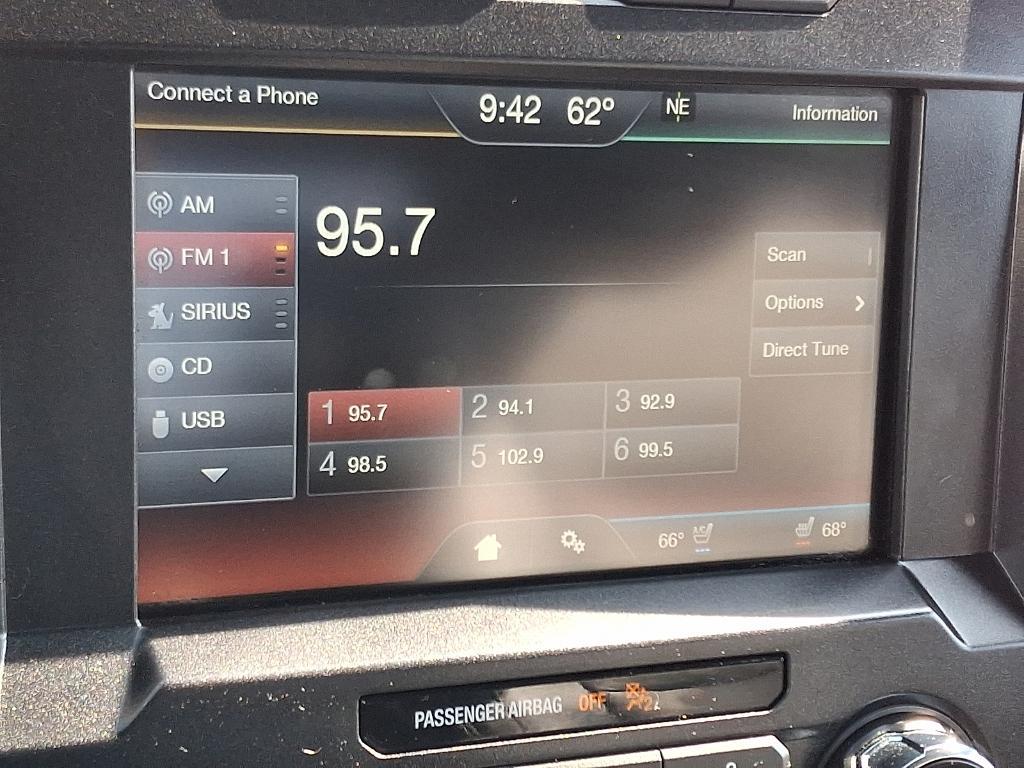 Connect a Phone
9:42 62° NE
Information
AM
FM 1
SIRIUS
CD
USB
95.7
Scan
Options
Direct Tune
1 95.7
2 94.1
3 92.9
4 98.5
5 102.9
6 99.5
66°
68°
PASSENGER AIRBAG OFF